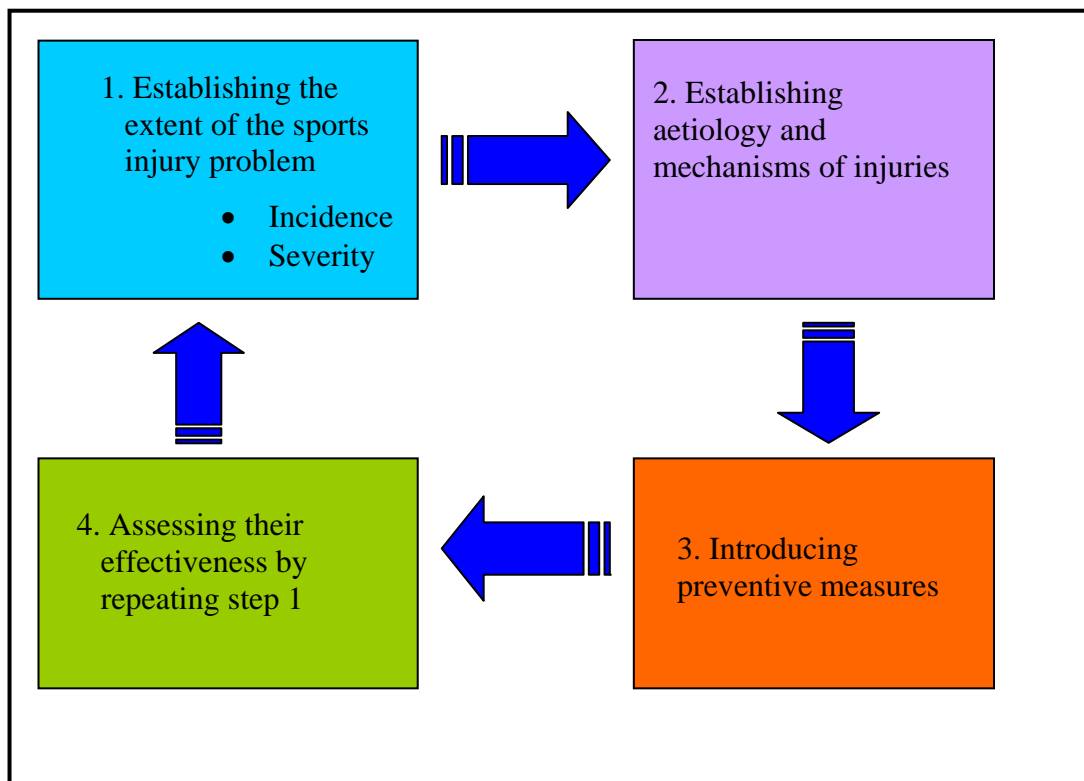 1. Establishing the
extent of the sports
injury problem
• Incidence
• Severity
2. Establishing
aetiology and
mechanisms of injuries
3. Introducing
preventive measures
4. Assessing their
effectiveness by
repeating step 1